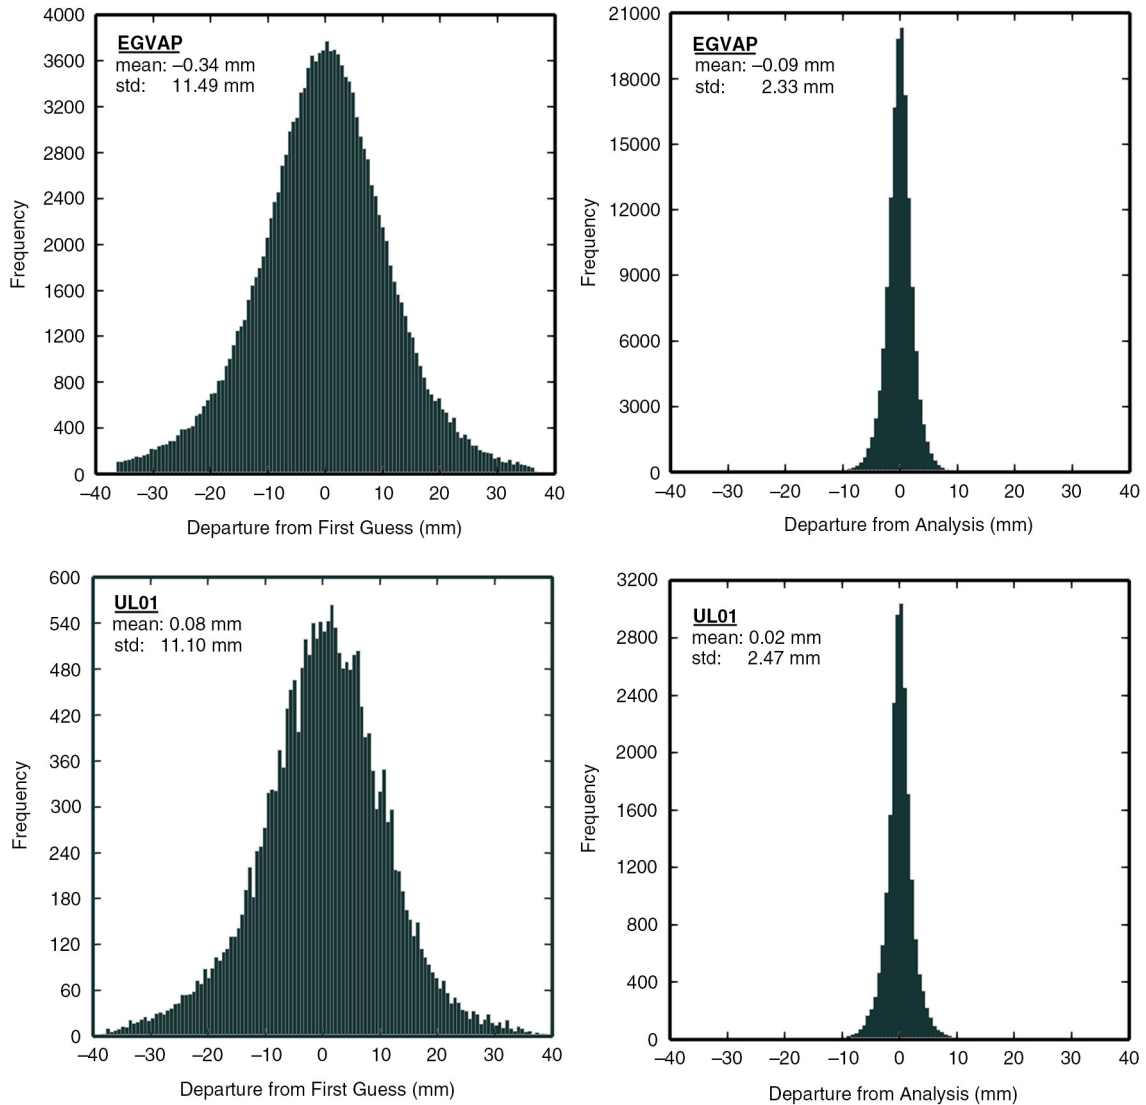 4000
3600
3200
2800
2400
2000
1600
1200
800
400
0
–40 –30 –20 –10 0 10 20 30 40
Frequency
Departure from First Guess (mm)
EGVAP
mean: –0.34 mm
std: 11.49 mm
21000
18000
15000
12000
9000
6000
3000
0
–40 –30 –20 –10 0 10 20 30 40
Frequency
Departure from Analysis (mm)
EGVAP
mean: –0.09 mm
std: 2.33 mm
600
540
480
420
360
300
240
180
120
60
0
–40 –30 –20 –10 0 10 20 30 40
Frequency
Departure from First Guess (mm)
UL01
mean: 0.08 mm
std: 11.10 mm
3200
2800
2400
2000
1600
1200
800
400
0
–40 –30 –20 –10 0 10 20 30 40
Frequency
Departure from Analysis (mm)
UL01
mean: 0.02 mm
std: 2.47 mm